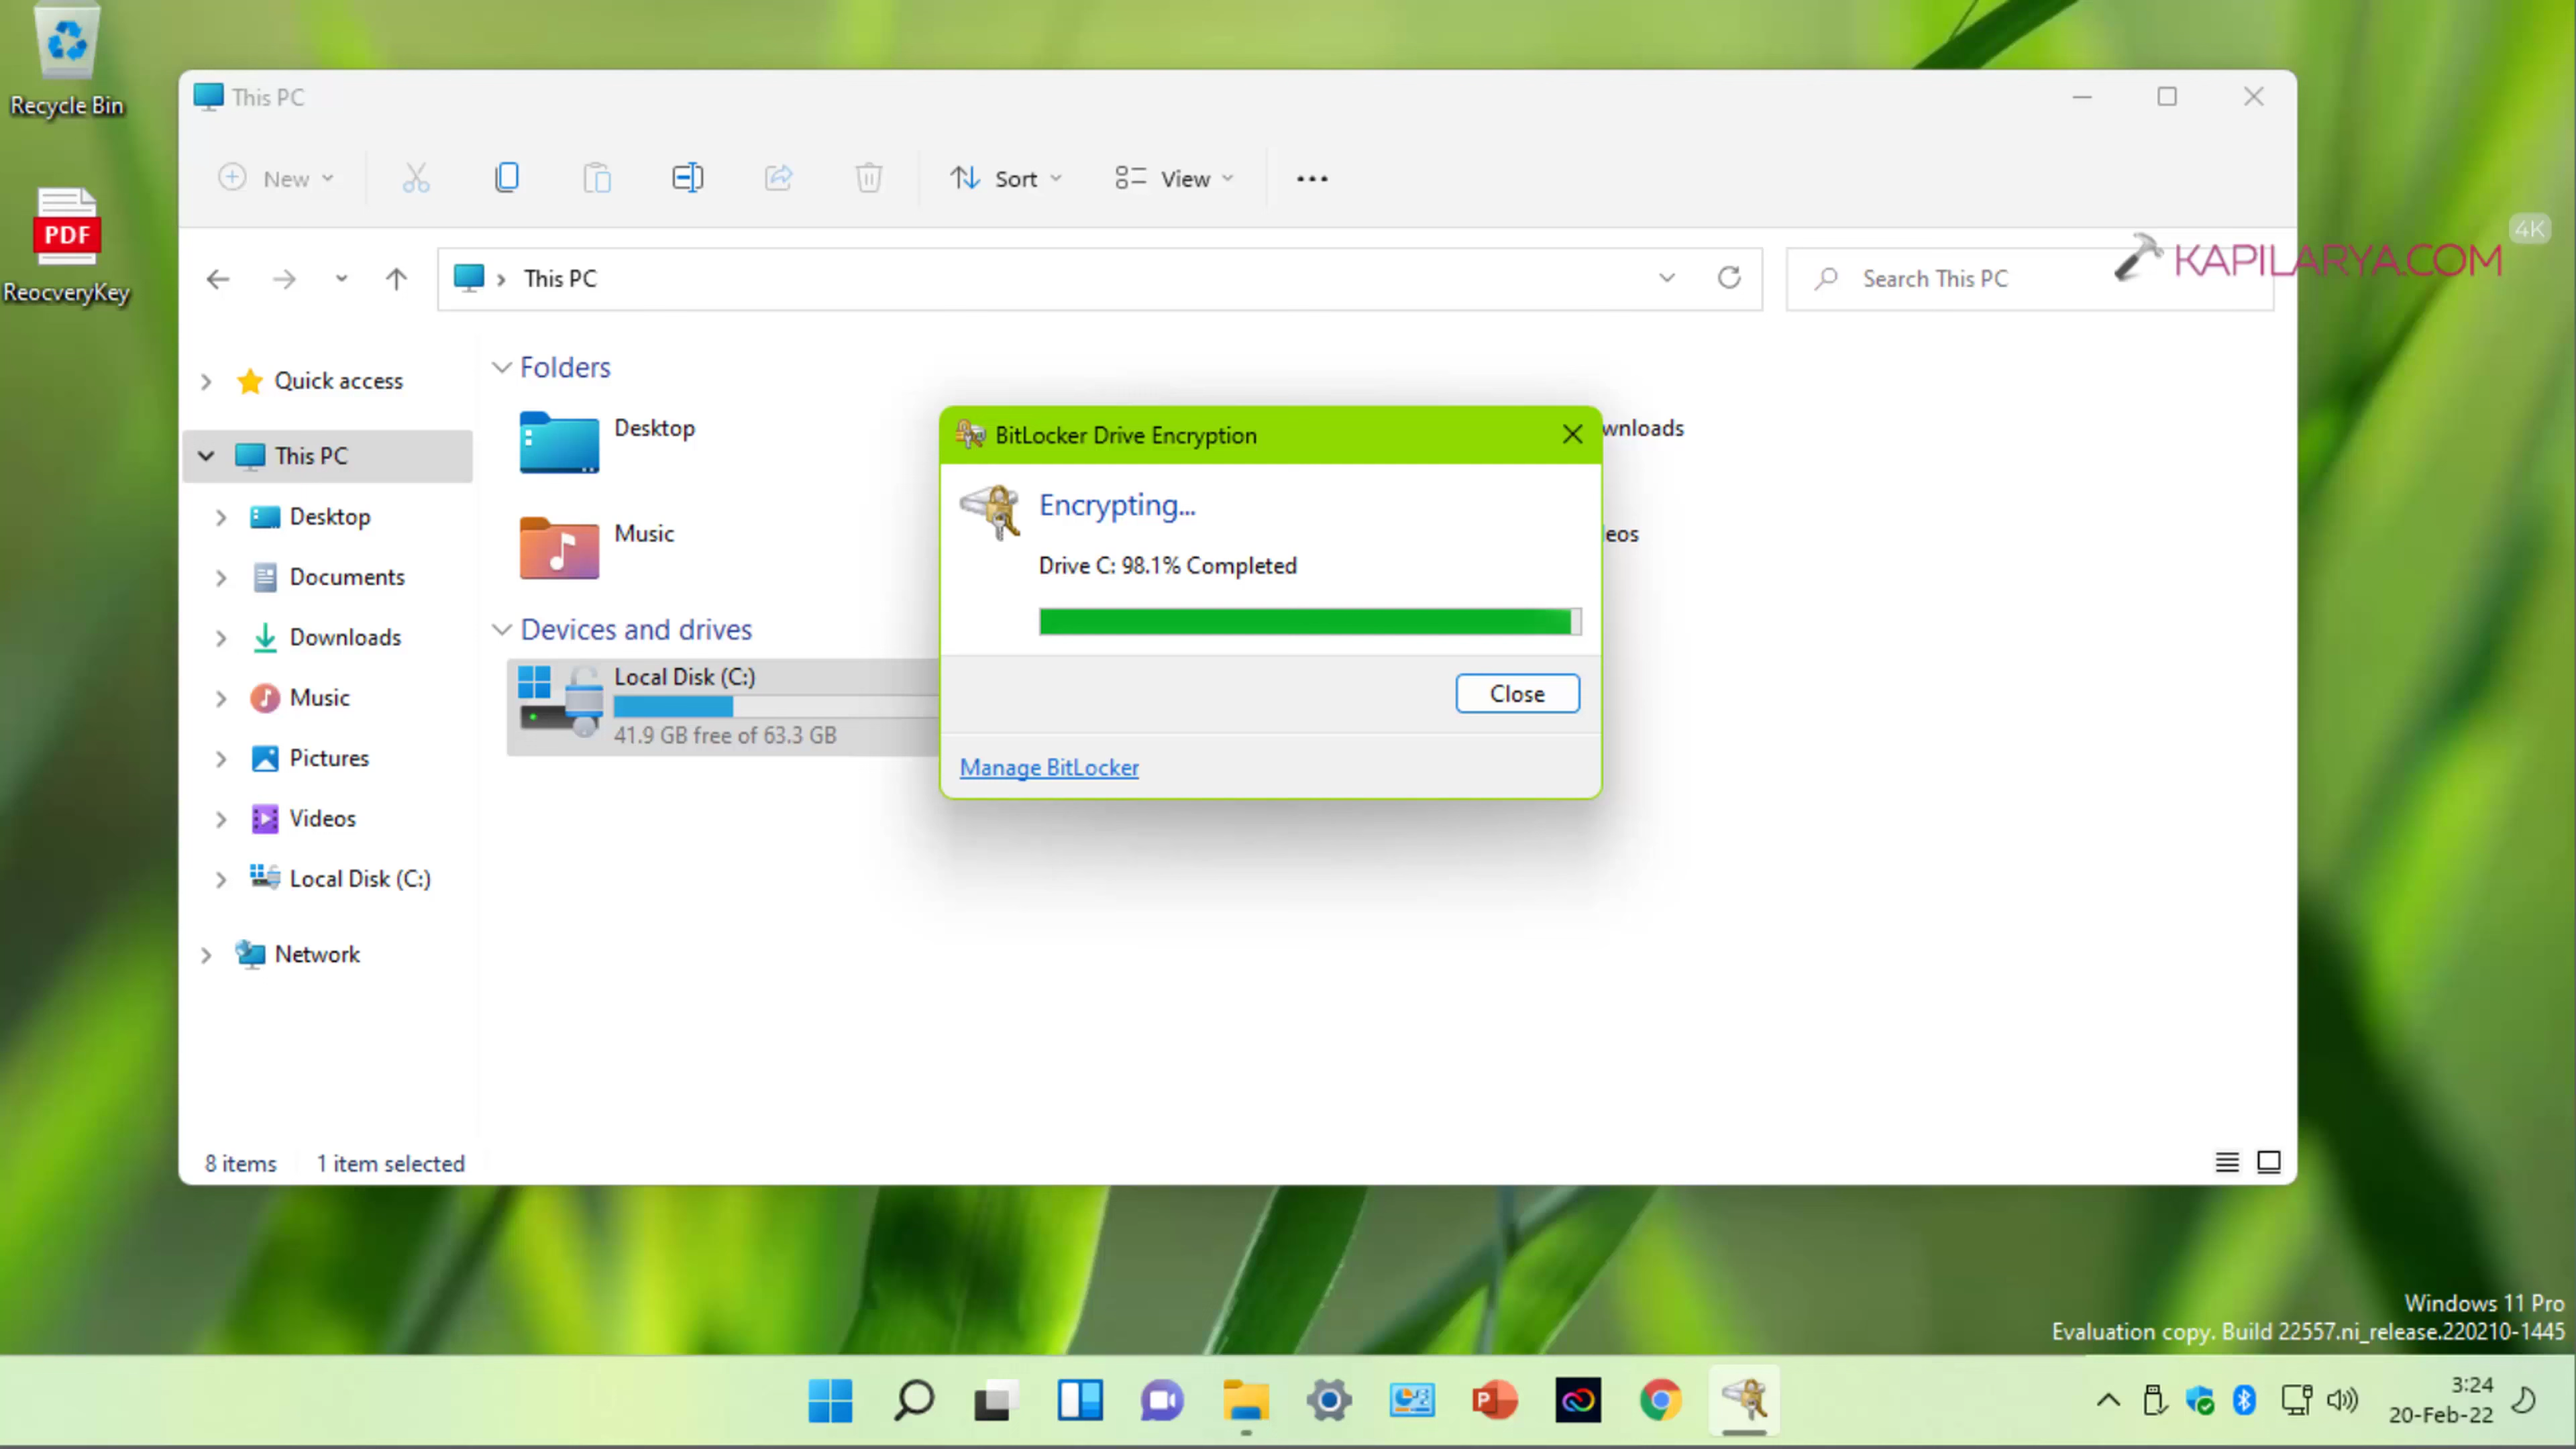 Recycle Bin
ReocveryKey
This PC
New
Sort
View
This PC
Search This PC
4K
KAPILARYA.COM
Quick access
This PC
Desktop
Documents
Downloads
Music
Pictures
Videos
Local Disk (C:)
Network
Folders
Desktop
wnloads
Music
eos
Devices and drives
Local Disk (C:)
41.9 GB free of 63.3 GB
BitLocker Drive Encryption
Encrypting...
Drive C: 98.1% Completed
Close
Manage BitLocker
8 items
1 item selected
PDF
Windows 11 Pro
Evaluation copy. Build 22557.ni_release.220210-1445
3:24
20-Feb-22